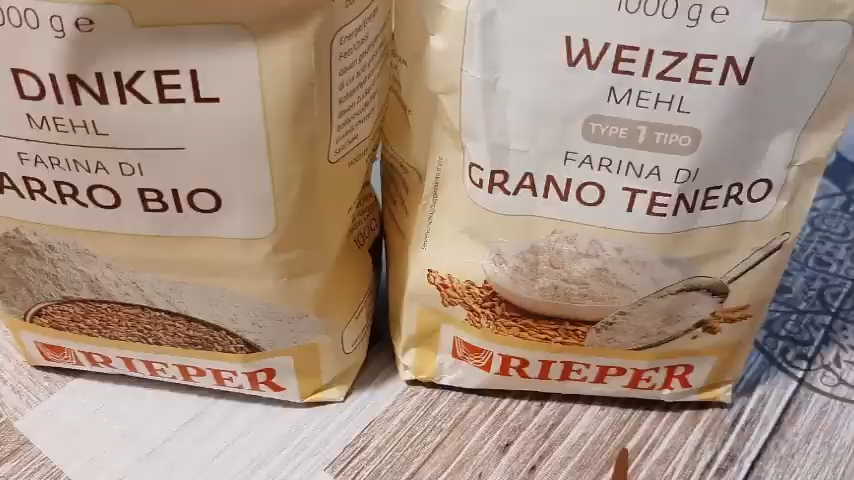 000 g e
DINKEL
MEHL
FARINA DI
ARRO BIO
RIEPER
1000 g e
WEIZEN
MEHL
TYPE 1 TIPO
FARINA DI
GRANO TENERO
RIEPER
1000